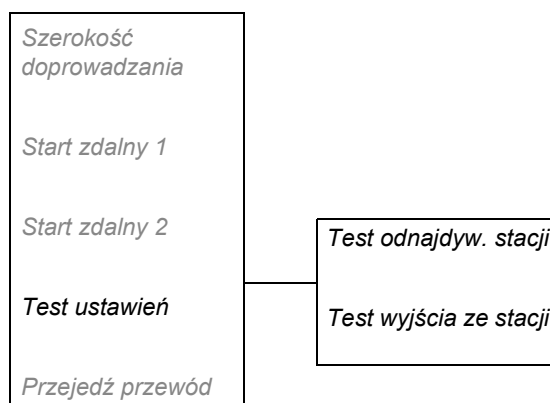 Szerokość
doprowadzania
Start zdalny 1
Start zdalny 2
Test ustawień
Przejedź przewód
Test odnajdyw. stacji
Test wyjścia ze stacji